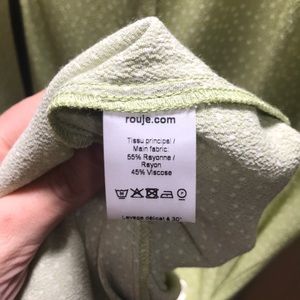 rouje.com
Tissu principal /
Main fabric:
55% Rayonne /
Rayon
45% Viscose
Lavage délicat à 30°